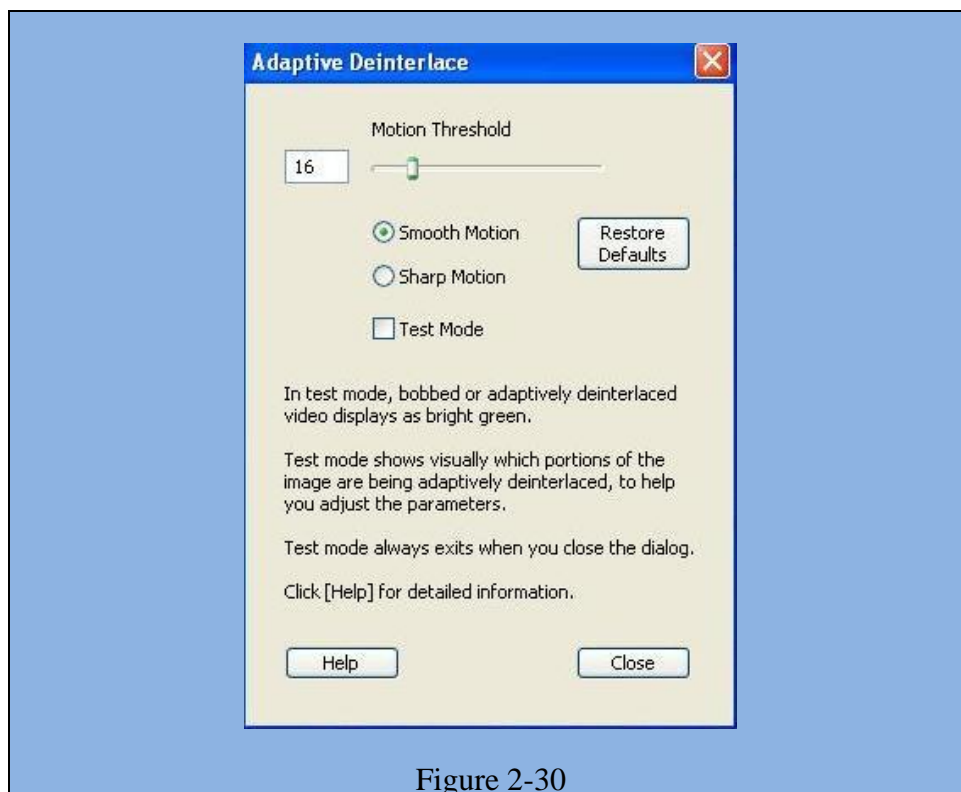 Adaptive Deinterlace
Motion Threshold
16
Smooth Motion
Restore
Defaults
Sharp Motion
Test Mode
In test mode, bobbed or adaptively deinterlaced
video displays as bright green.
Test mode shows visually which portions of the
image are being adaptively deinterlaced, to help
you adjust the parameters.
Test mode always exits when you close the dialog.
Click [Help] for detailed information.
Help
Close
Figure 2-30